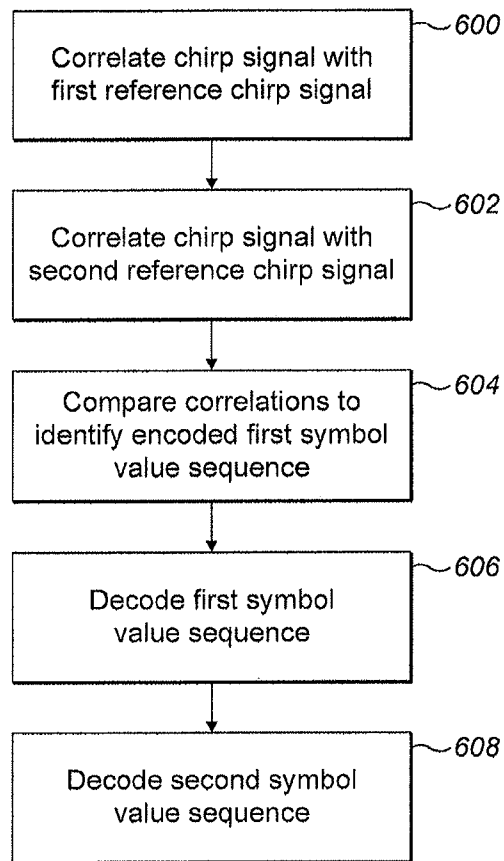 600
Correlate chirp signal with
first reference chirp signal
602
Correlate chirp signal with
second reference chirp signal
604
Compare correlations to
identify encoded first symbol
value sequence
606
Decode first symbol
value sequence
608
Decode second symbol
value sequence